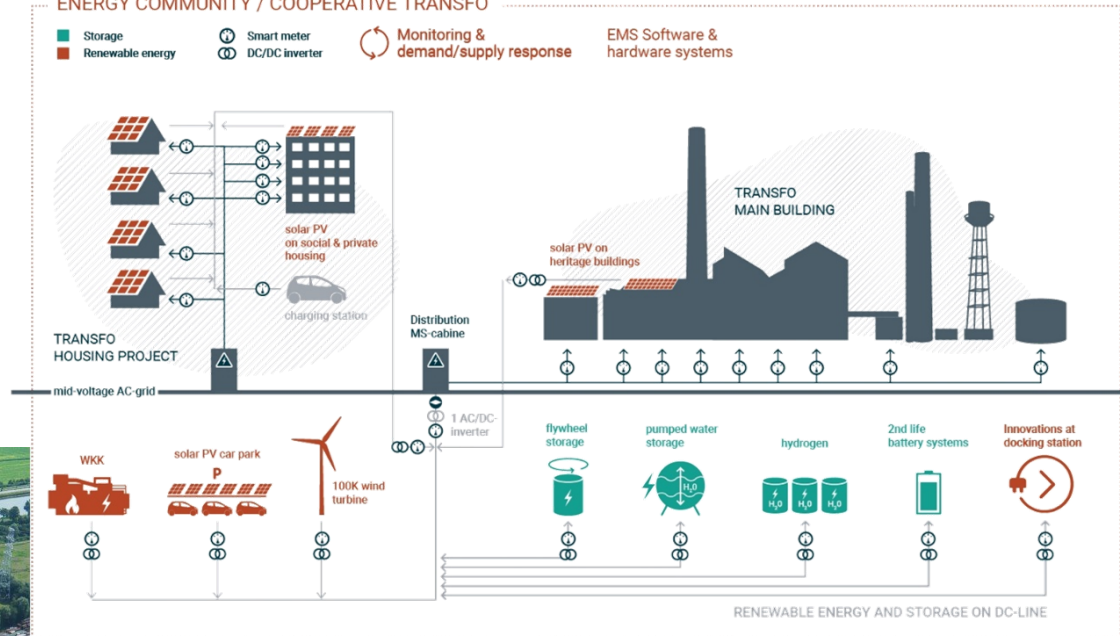 ENERGY COMMUNITY / COOPERATIVE TRANSFO
Storage
Renewable energy
Smart meter
DC/DC inverter
Monitoring &
demand/supply response
EMS Software &
hardware systems
solar PV
on social & private
housing
charging station
TRANSFO
HOUSING PROJECT
Distribution
MS-cabine
solar PV on
heritage buildings
TRANSFO
MAIN BUILDING
mid-voltage AC-grid
1 AC/DC-
inverter
WKK
solar PV car park
P
100K wind
turbine
flywheel
storage
pumped water
storage
H₂O
hydrogen
H₂O
H₂O
H₂O
2nd life
battery systems
Innovations at
docking station
RENEWABLE ENERGY AND STORAGE ON DC-LINE